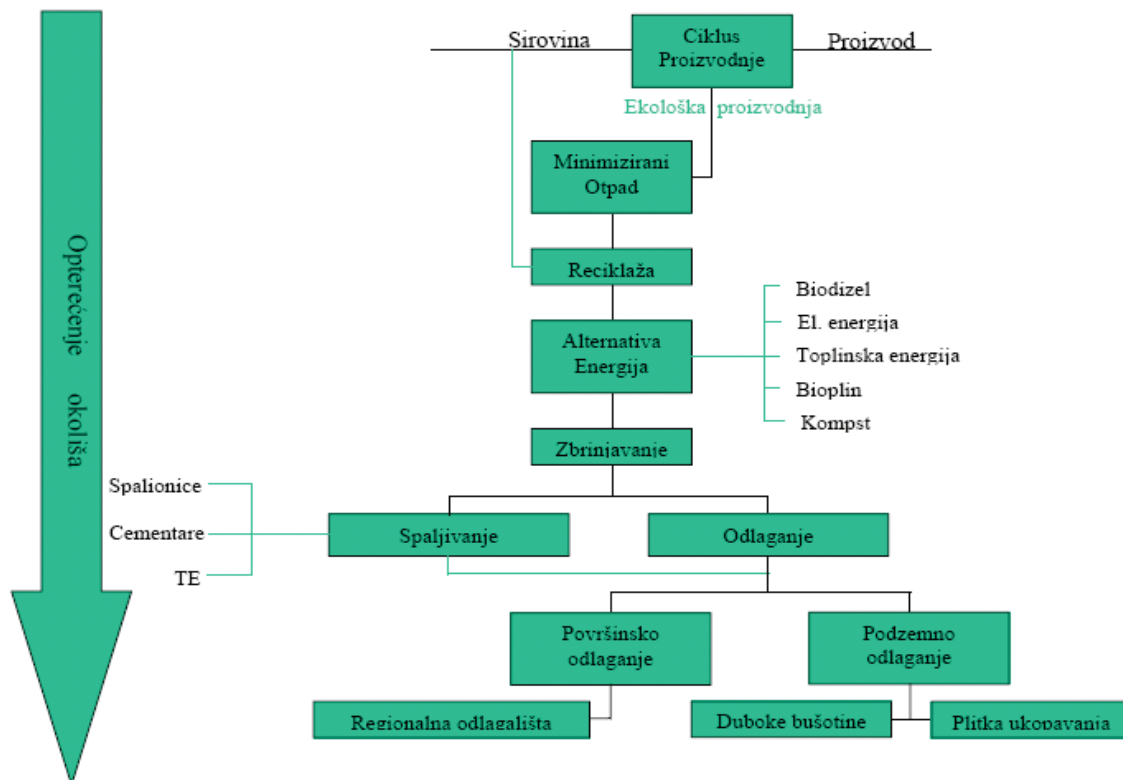 Sirovina
Ciklus
Proizvodnje
Proizvod
Ekološka proizvodnja
Minimizirani
Otpad
Reciklaža
Opterećenje okoliša
Alternativa
Energija
Biodizel
El. energija
Toplinska energija
Bioplin
Kompst
Zbrinjavanje
Spalionice
Cementare
TE
Spaljivanje
Odlaganje
Površinsko
odlaganje
Podzemno
odlaganje
Regionalna odlagališta
Duboke bušotine
Plitka ukopavanja